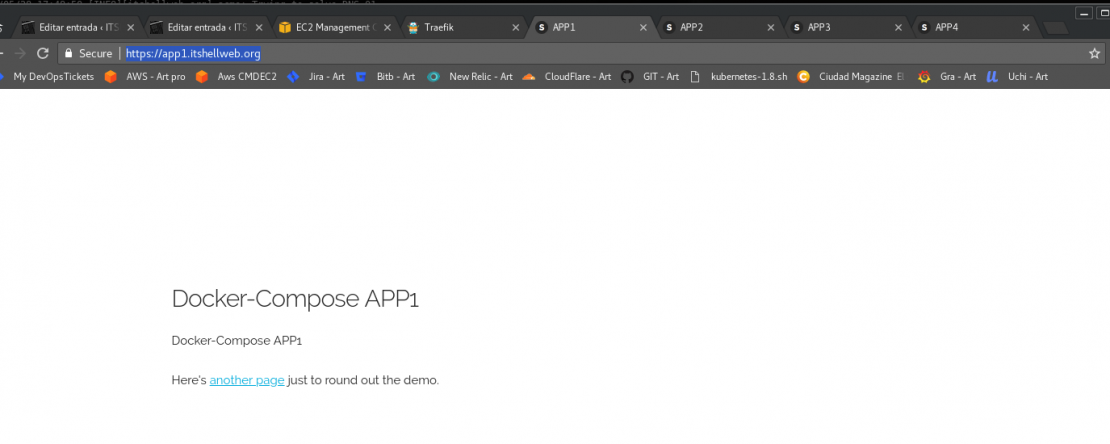 Editar entrada ‹ ITS
Editar entrada ‹ ITS
EC2 Management C
Traefik
APP1
APP2
APP3
APP4
Secure
https://app1.itshellweb.org
My DevOpsTickets
AWS - Art pro
Aws CMDEC2
Jira - Art
Bitb - Art
New Relic - Art
CloudFlare - Art
GIT - Art
kubernetes-1.8.sh
Ciudad Magazine El
Gra - Art
Uchi - Art
Docker-Compose APP1
Docker-Compose APP1
Here's another page just to round out the demo.